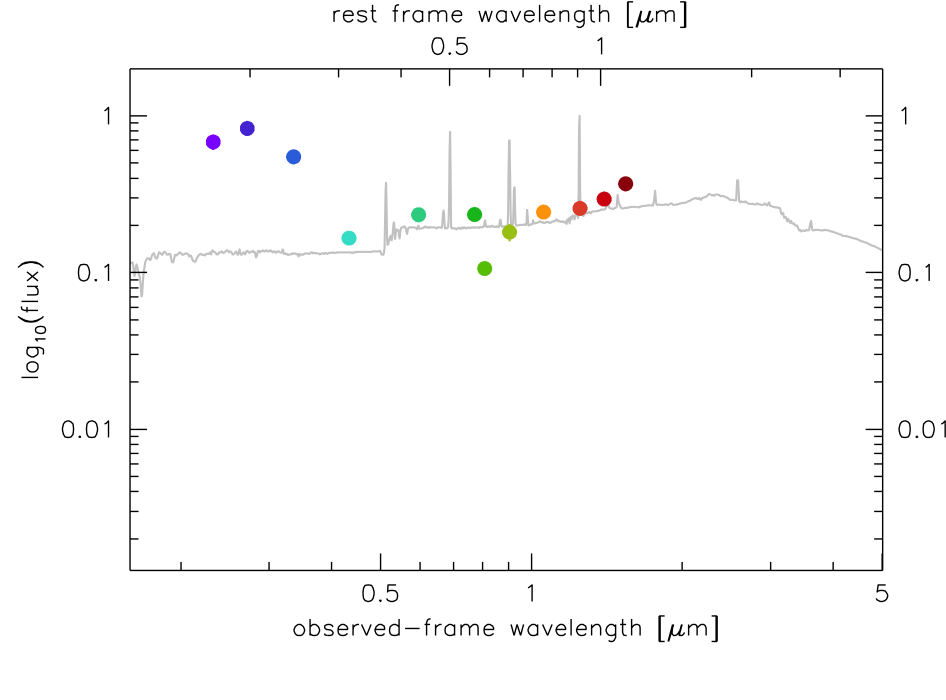 rest frame wavelength [μm]
0.5 1
1 1
0.1 0.1
0.01 0.01
log10(flux)
0.5 1 5
observed-frame wavelength [μm]